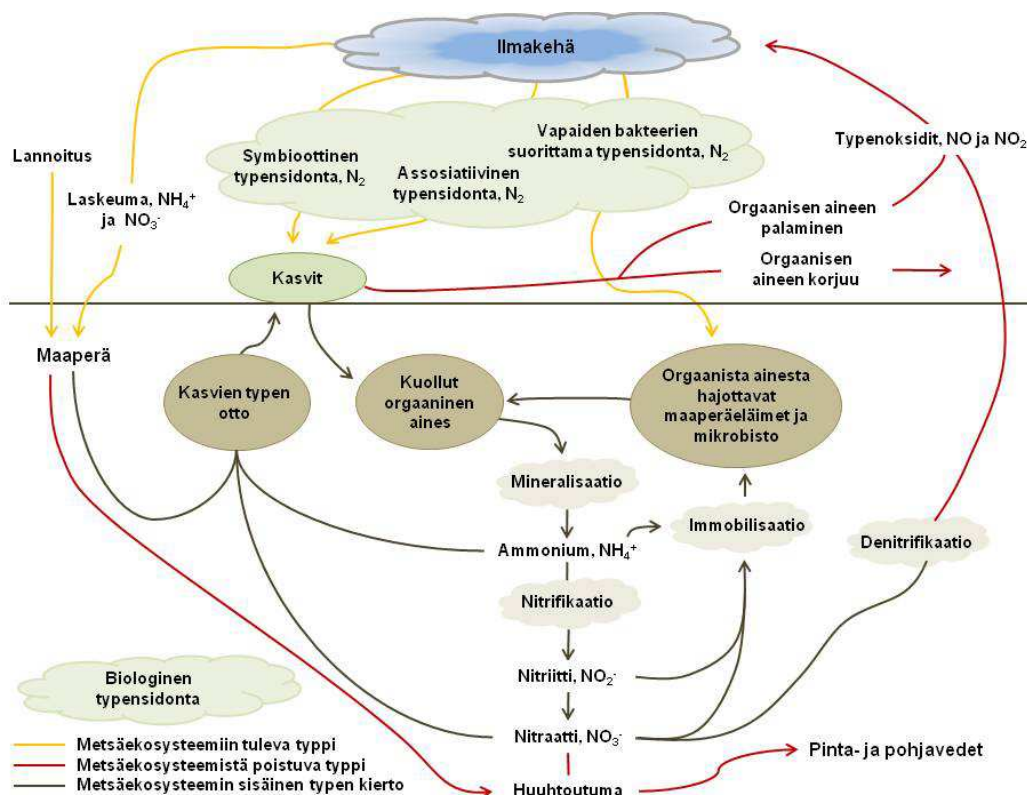 Ilmakehä
Lannoitus
Laskeuma, NH₄⁺
ja NO₃⁻
Symbioottinen
typensidonta, N₂
Assosiatiivinen
typensidonta, N₂
Vapaiden bakteerien
suorittama typensidonta, N₂
Typenoksidit, NO ja NO₂
Orgaanisen aineen
palaminen
Orgaanisen
aineen korjuu
Kasvit
Maaperä
Kasvien typen
otto
Kuollut
orgaaninen
aines
Orgaanista ainesta
hajottavat
maaperäeläimet ja
mikrobisto
Mineralisaatio
Ammonium, NH₄⁺
Immobilisaatio
Denitrifikaatio
Nitrifikaatio
Nitriitti, NO₂⁻
Nitraatti, NO₃⁻
Huuhtoutuma
Pinta- ja pohjavedet
Biologinen
typensidonta
Metsäekosysteemiin tuleva typpi
Metsäekosysteemistä poistuva typpi
Metsäekosysteemin sisäinen typen kierto